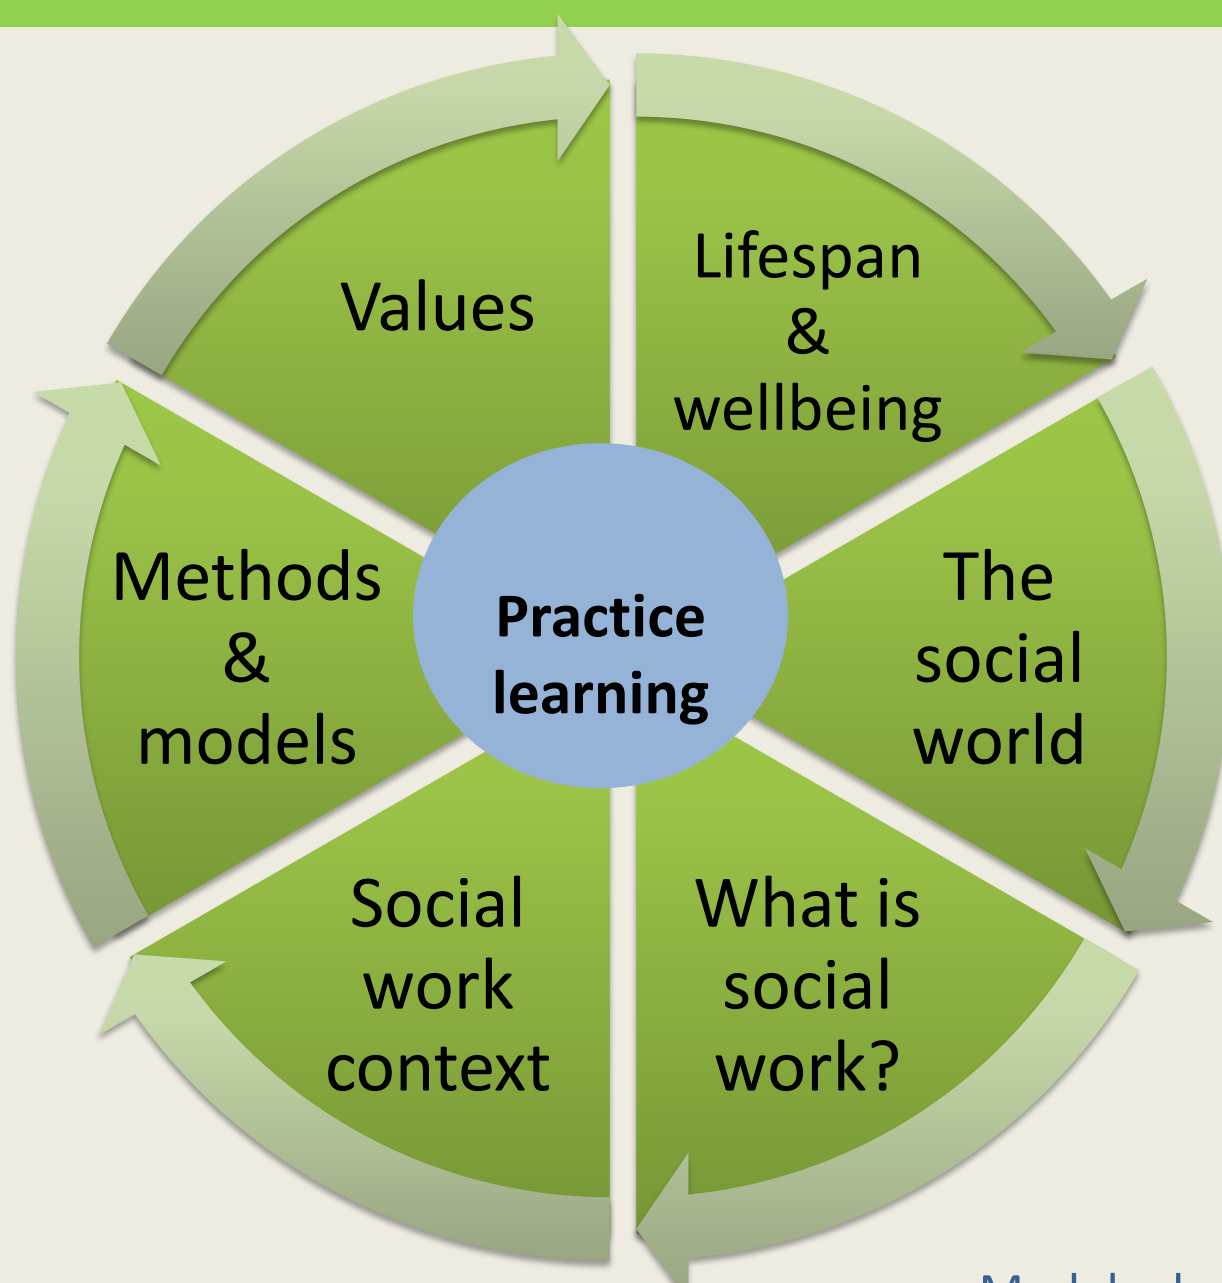 Values
Lifespan
&
wellbeing
The
social
world
What is
social
work?
Social
work
context
Methods
&
models
Practice
learning